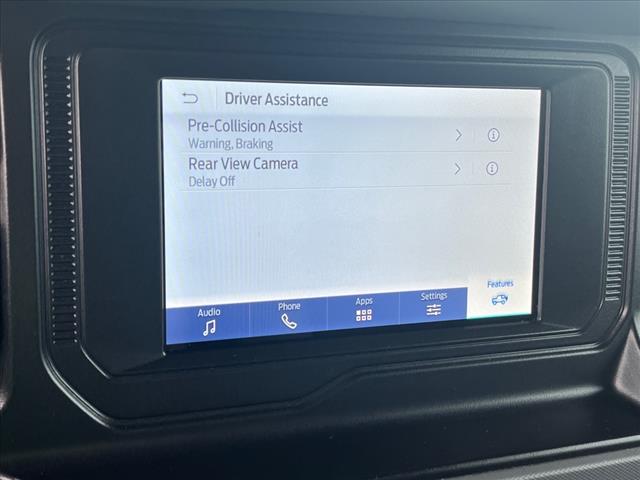 Driver Assistance
Pre-Collision Assist
Warning, Braking
Rear View Camera
Delay Off
Audio
Phone
Apps
Settings
Features